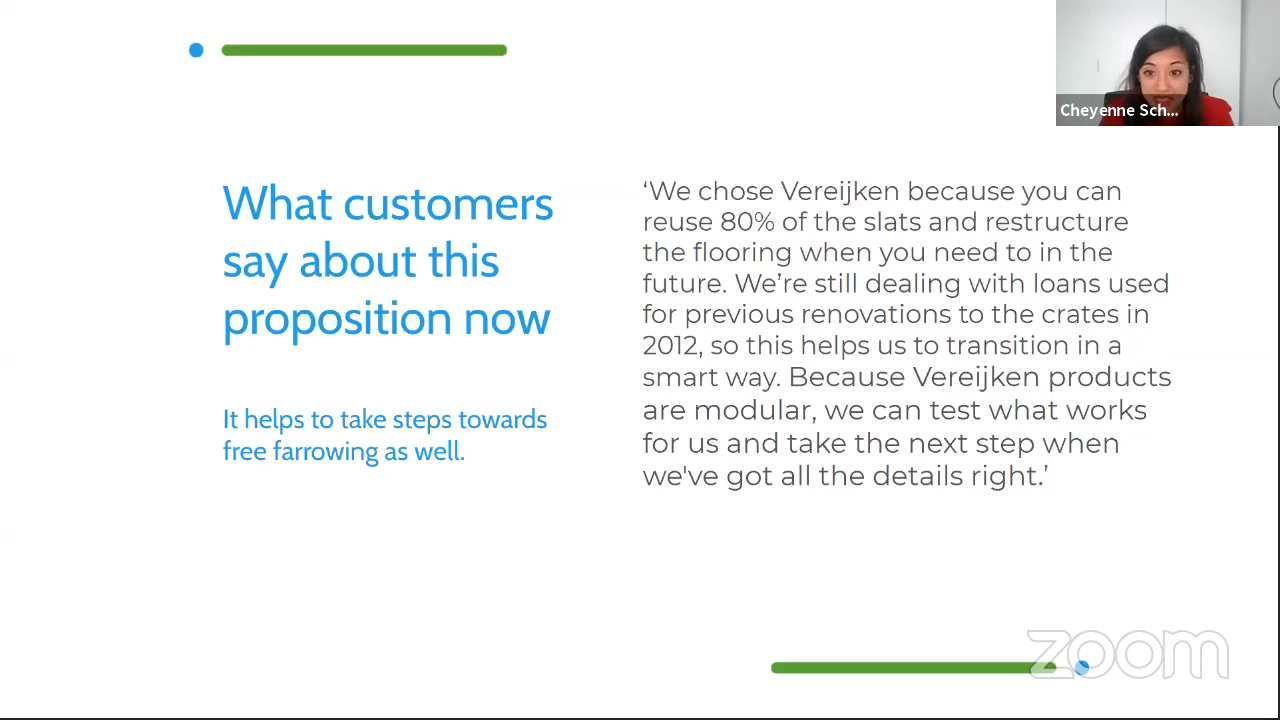 Cheyenne Sch...
What customers
say about this
proposition now
It helps to take steps towards
free farrowing as well.
‘We chose Vereijken because you can
reuse 80% of the slats and restructure
the flooring when you need to in the
future. We’re still dealing with loans used
for previous renovations to the crates in
2012, so this helps us to transition in a
smart way. Because Vereijken products
are modular, we can test what works
for us and take the next step when
we've got all the details right.’
zoom